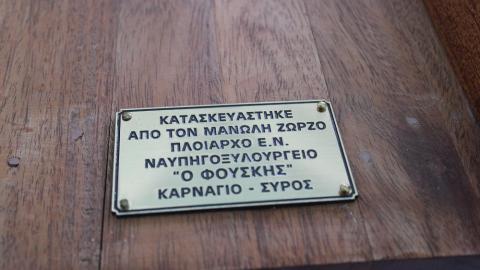 ΚΑΤΑΣΚΕΥΑΣΤΗΚΕ
ΑΠΟ ΤΟΝ ΜΑΝΩΛΗ ΖΩΡΖΟ
ΠΛΟΙΑΡΧΟ Ε.Ν.
ΝΑΥΠΗΓΟΞΥΛΟΥΡΓΕΙΟ
"Ο ΦΟΥΣΚΗΣ"
ΚΑΡΝΑΓΙΟ - ΣΥΡΟΣ